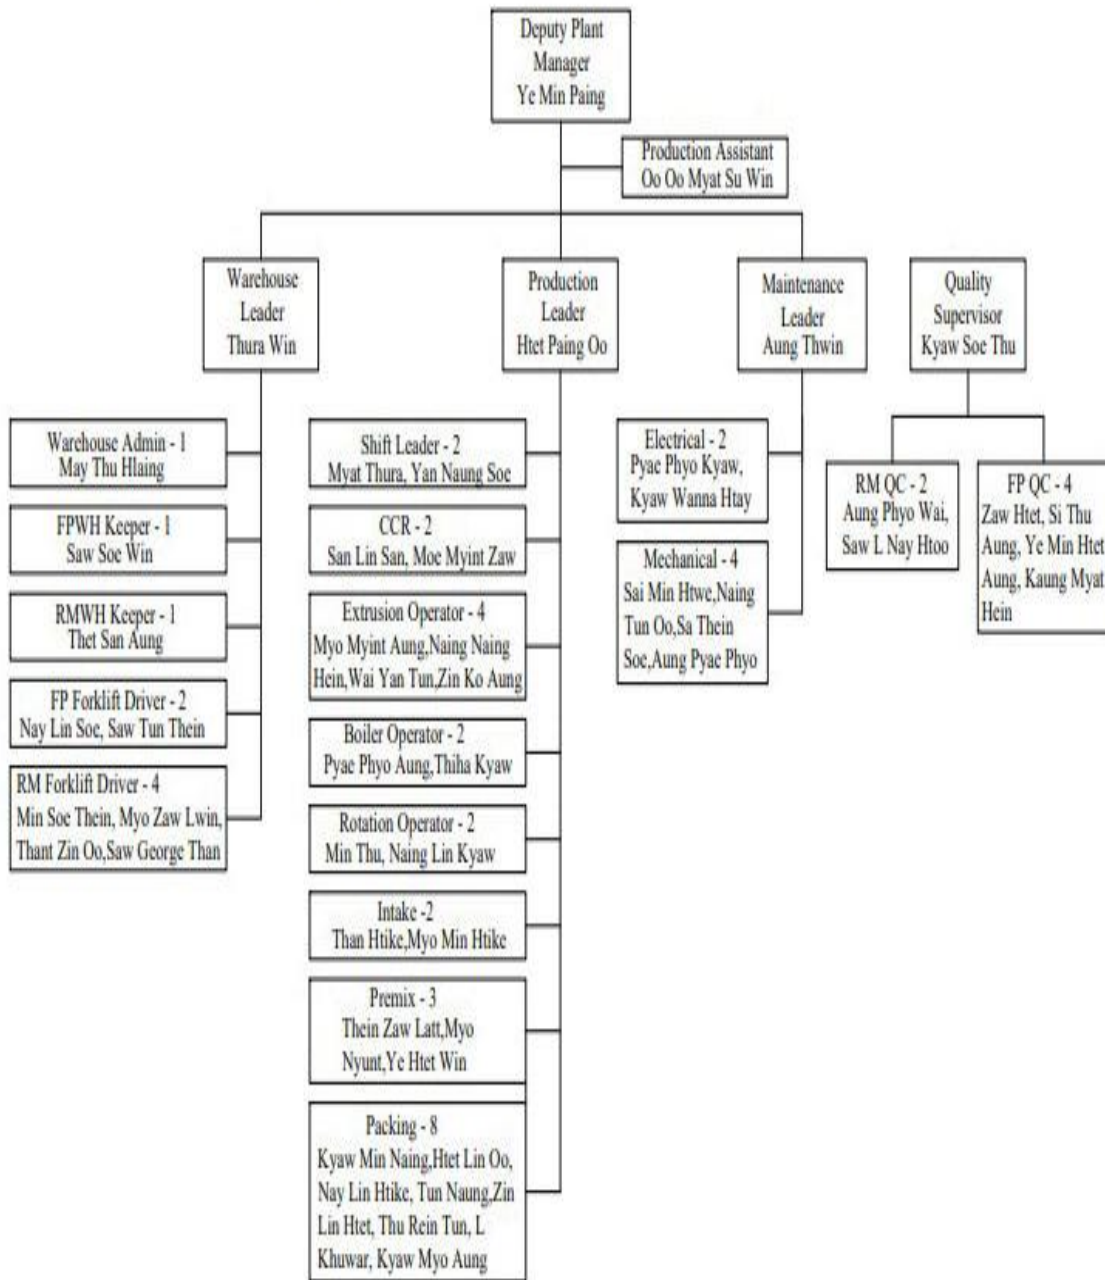 Deputy Plant
Manager
Ye Min Paing
Production Assistant
Oo Oo Myat Su Win
Warehouse
Leader
Thura Win
Production
Leader
Htet Paing Oo
Maintenance
Leader
Aung Thwin
Quality
Supervisor
Kyaw Soe Thu
Warehouse Admin - 1
May Thu Hlaing
FPWH Keeper - 1
Saw Soe Win
RMWH Keeper - 1
Thet San Aung
FP Forklift Driver - 2
Nay Lin Soe, Saw Tun Thein
RM Forklift Driver - 4
Min Soe Thein, Myo Zaw Lwin,
Thant Zin Oo,Saw George Than
Shift Leader - 2
Myat Thura, Yan Naung Soe
CCR - 2
San Lin San, Moe Myint Zaw
Extrusion Operator - 4
Myo Myint Aung,Naing Naing
Hein,Wai Yan Tun,Zin Ko Aung
Boiler Operator - 2
Pyae Phyo Aung,Thiha Kyaw
Rotation Operator - 2
Min Thu, Naing Lin Kyaw
Intake -2
Than Htike,Myo Min Htike
Premix - 3
Thein Zaw Latt,Myo
Nyunt,Ye Htet Win
Packing - 8
Kyaw Min Naing,Htet Lin Oo,
Nay Lin Htike, Tun Naung,Zin
Lin Htet, Thu Rein Tun, L
Khuwar, Kyaw Myo Aung
Electrical - 2
Pyae Phyo Kyaw,
Kyaw Wanna Htay
Mechanical - 4
Sai Min Htwe,Naing
Tun Oo,Sa Thein
Soe,Aung Pyae Phyo
RM QC - 2
Aung Phyo Wai,
Saw L Nay Htoo
FP QC - 4
Zaw Htet, Si Thu
Aung, Ye Min Htet
Aung, Kaung Myat
Hein